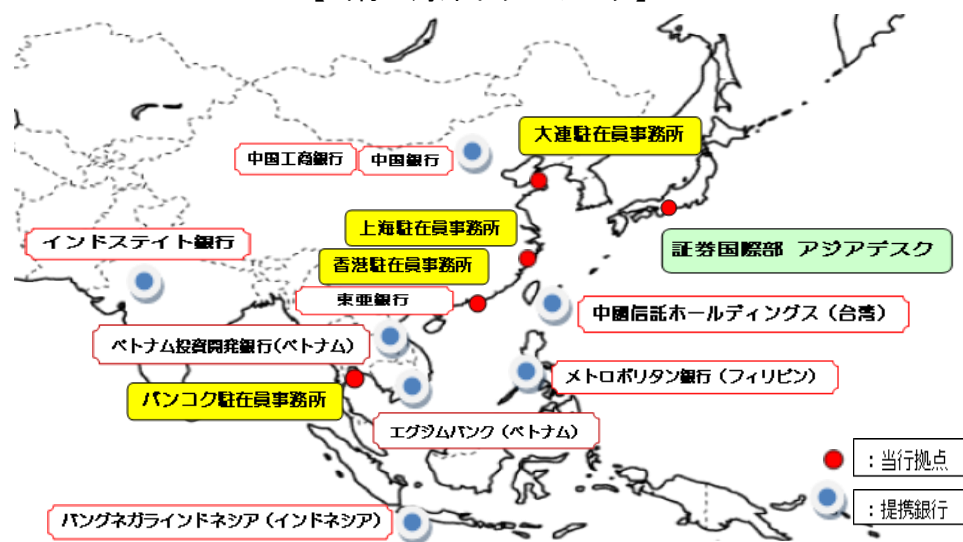 大連駐在員事務所
中国工商銀行
中国銀行
上海駐在員事務所
インドステイト銀行
証券国際部 アジアデスク
香港駐在員事務所
東亜銀行
中國信託ホールディングス（台湾）
ベトナム投資開発銀行（ベトナム）
メトロポリタン銀行（フィリピン）
バンコク駐在員事務所
エグジムバンク（ベトナム）
：当行拠点
：提携銀行
バングネガラインドネシア（インドネシア）